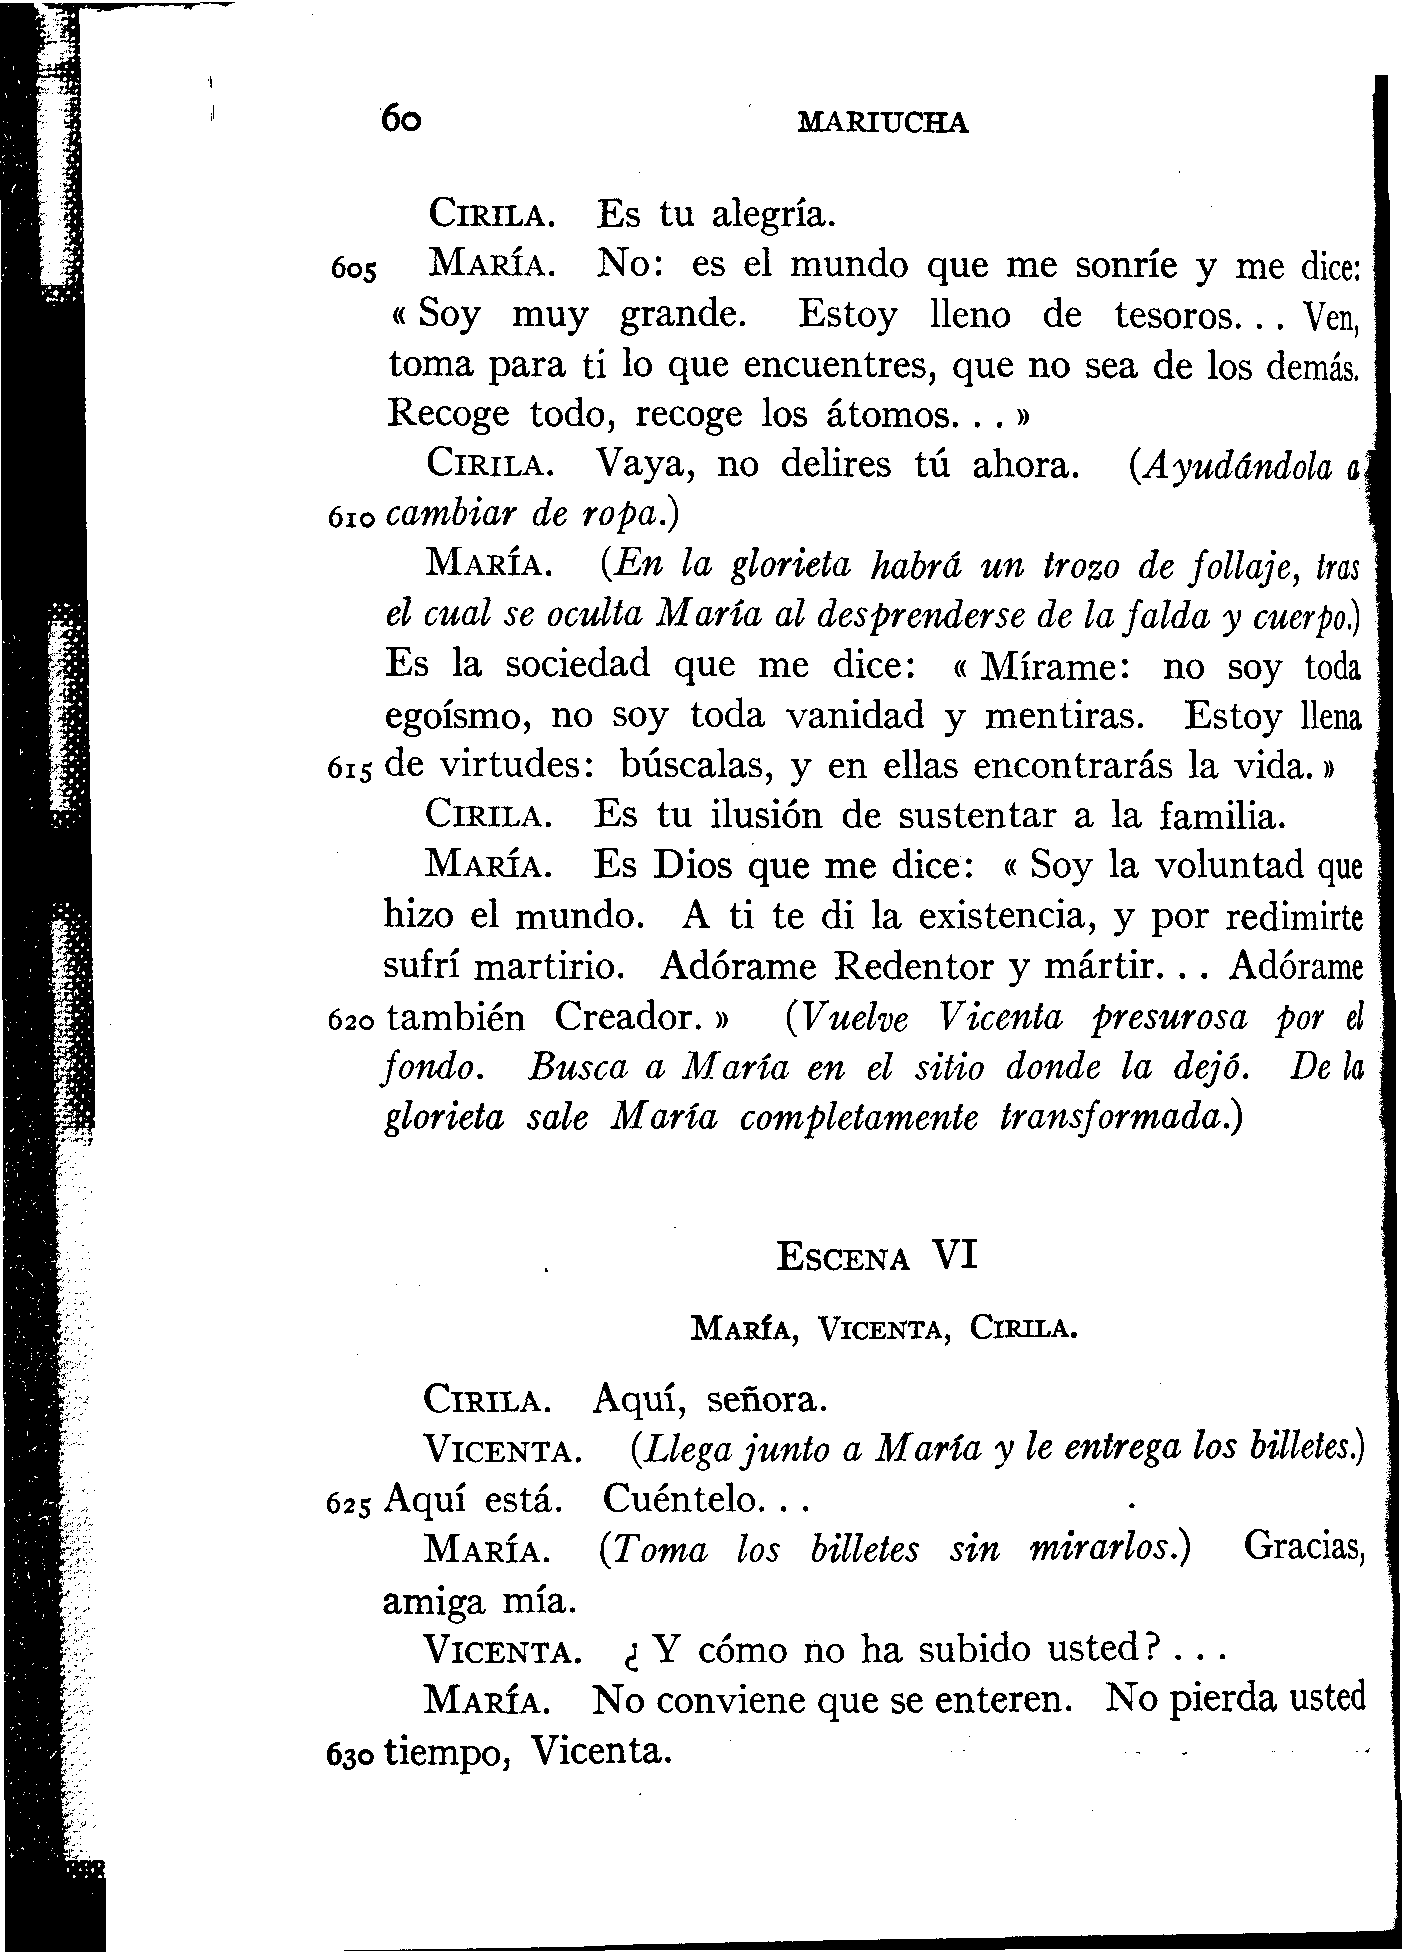 60 MARIUCHA
CIRILA. Es tu alegría.
605 MARÍA. No: es el mundo que me sonríe y me dice:
« Soy muy grande. Estoy lleno de tesoros. . . Ven,
toma para ti lo que encuentres, que no sea de los demás.
Recoge todo, recoge los átomos. . . »
CIRILA. Vaya, no delires tú ahora. (Ayudándola a
610 cambiar de ropa.)
MARÍA. (En la glorieta habrá un trozo de follaje, tras
el cual se oculta María al desprenderse de la falda y cuerpo.)
Es la sociedad que me dice: « Mírame: no soy toda
egoísmo, no soy toda vanidad y mentiras. Estoy llena
615 de virtudes: búscalas, y en ellas encontrarás la vida. »
CIRILA. Es tu ilusión de sustentar a la familia.
MARÍA. Es Dios que me dice: « Soy la voluntad que
hizo el mundo. A ti te di la existencia, y por redimirte
sufrí martirio. Adórame Redentor y mártir. . . Adórame
620 también Creador. » (Vuelve Vicenta presurosa por el
fondo. Busca a María en el sitio donde la dejó. De la
glorieta sale María completamente transformada.)
ESCENA VI
MARÍA, VICENTA, CIRILA.
CIRILA. Aquí, señora.
VICENTA. (Llega junto a María y le entrega los billetes.)
625 Aquí está. Cuéntelo. . .
MARÍA. (Toma los billetes sin mirarlos.) Gracias,
amiga mía.
VICENTA. ¿ Y cómo no ha subido usted? . . .
MARÍA. No conviene que se enteren. No pierda usted
630 tiempo, Vicenta.